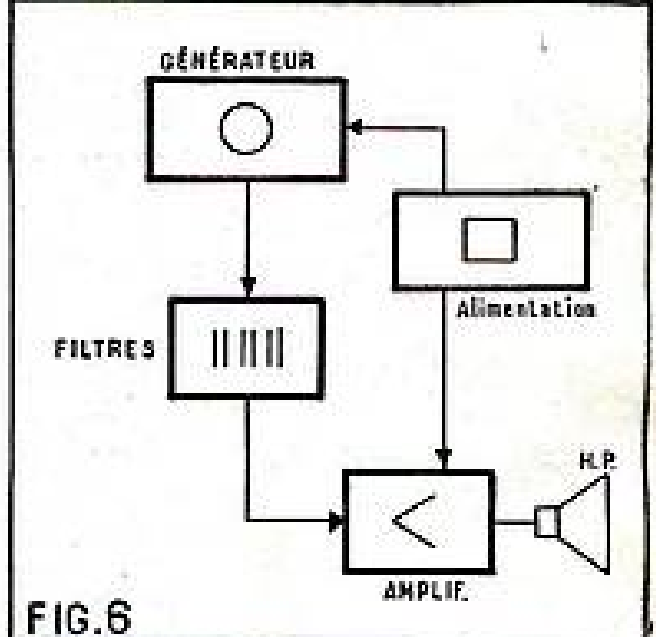 GÉNÉRATEUR
Alimentation
FILTRES
H.P.
AMPLIF.
FIG.6